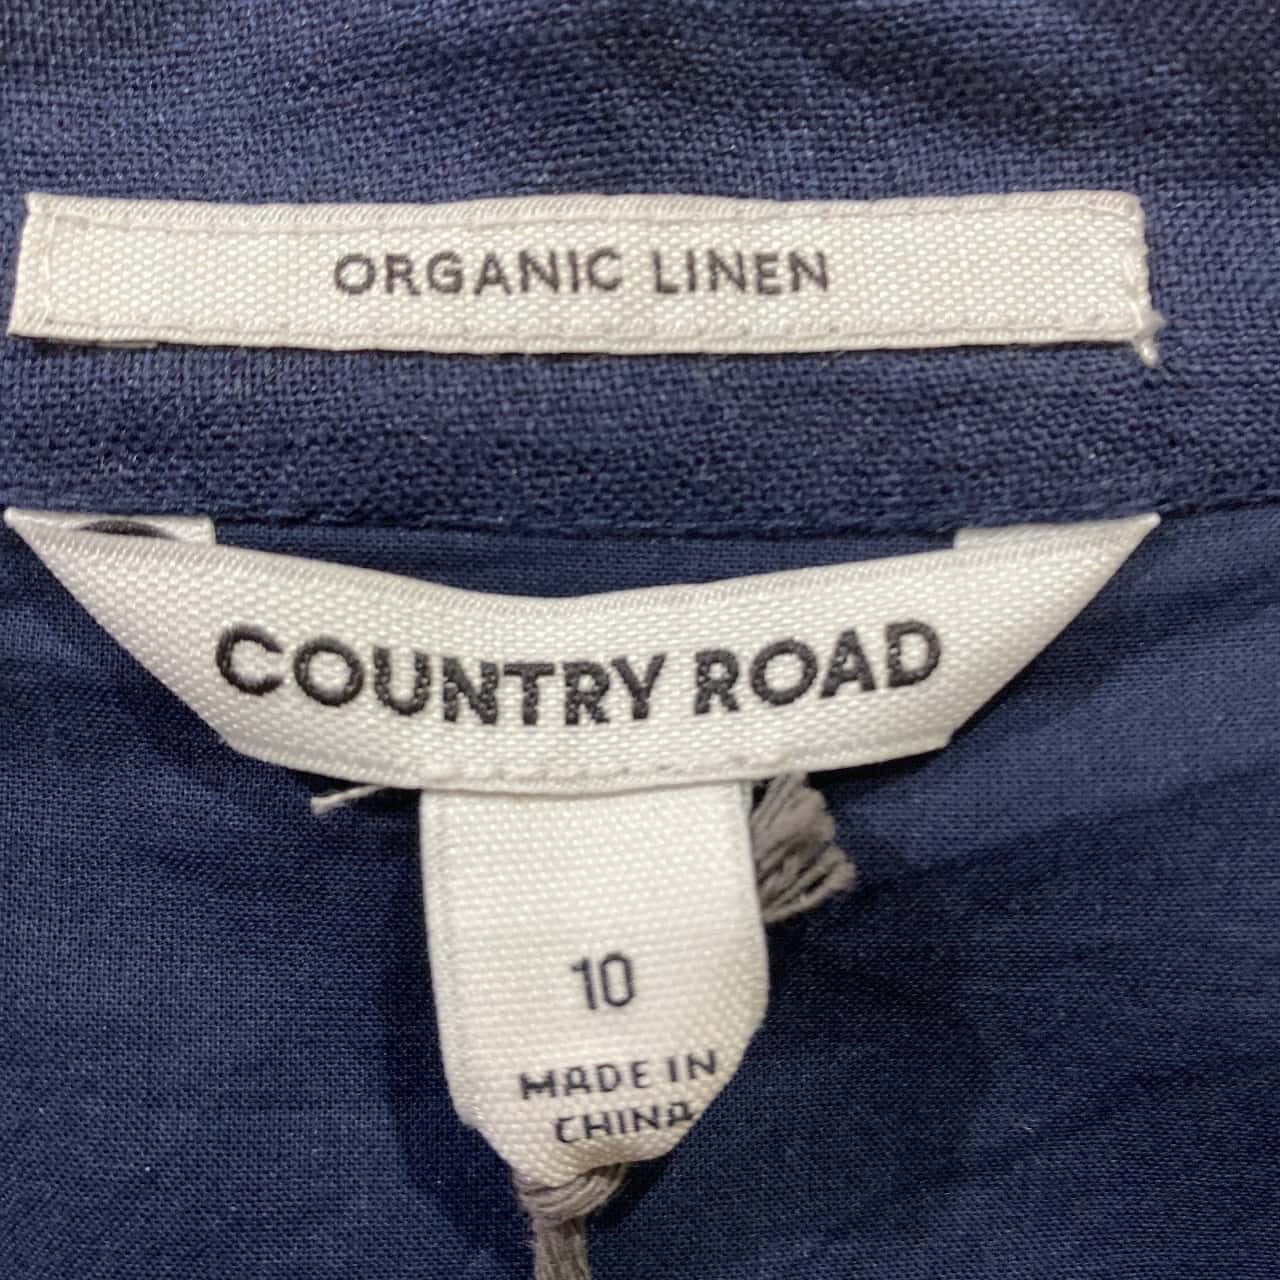 ORGANIC LINEN
COUNTRY ROAD
10
MADE IN
CHINA